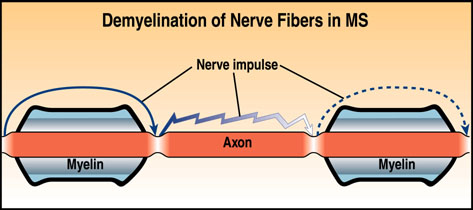 Demyelination of Nerve Fibers in MS
Nerve impulse
Axon
Myelin
Myelin